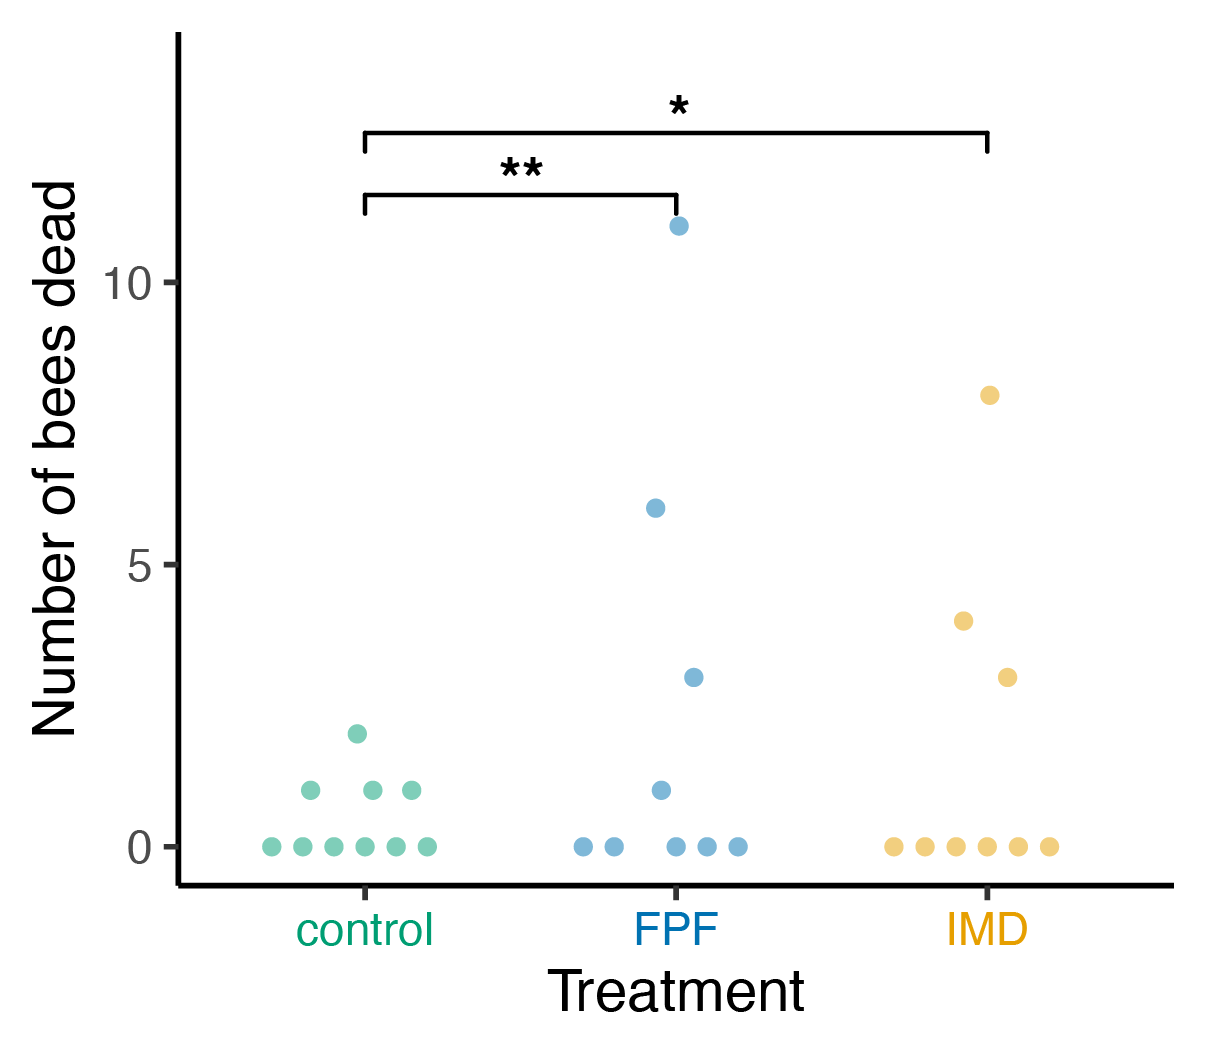 *
**
Number of bees dead
10
5
0
control
FPF
IMD
Treatment